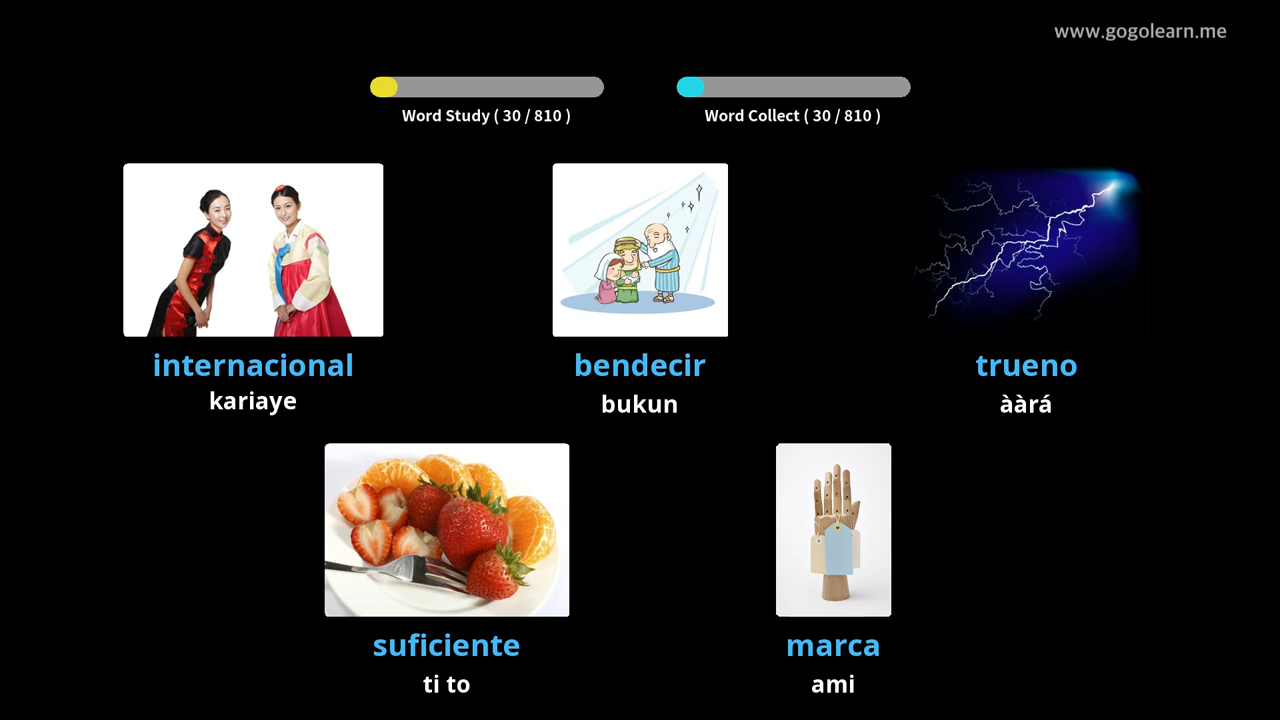 www.gogolearn.me
Word Study ( 30 / 810 )
Word Collect ( 30 / 810 )
internacional
kariaye
bendecir
bukun
trueno
ààrá
suficiente
ti to
marca
ami